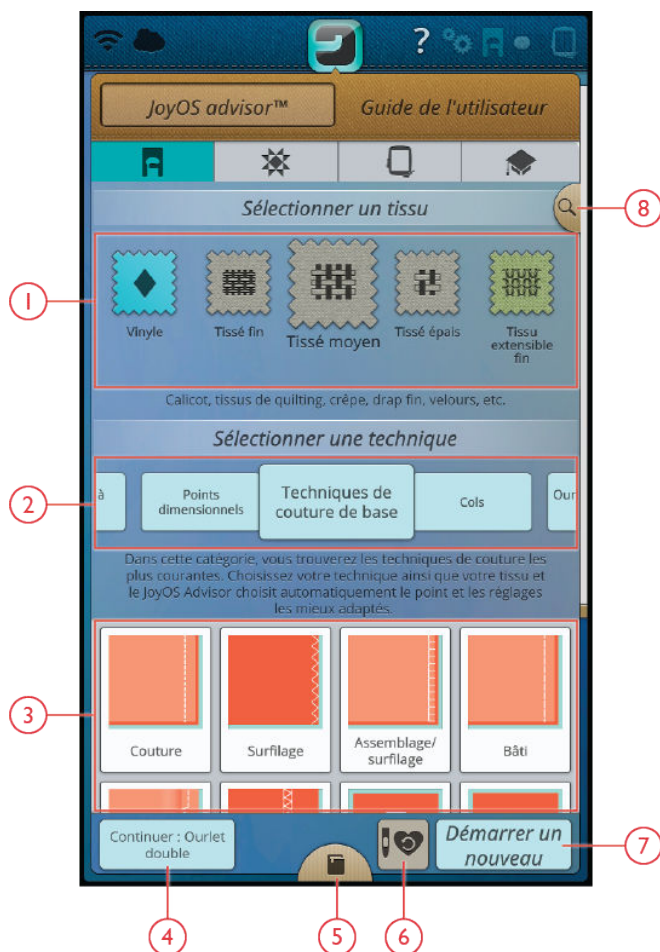 ?
JoyOS advisor™
Guide de l'utilisateur
Sélectionner un tissu
8
1
Vinyle
Tissé fin
Tissé moyen
Tissé épais
Tissu
extensible
fin
Calicot, tissus de quilting, crêpe, drap fin, velours, etc.
Sélectionner une technique
2
à
Points
dimensionnels
Techniques de
couture de base
Cols
Our
Dans cette catégorie, vous trouverez les techniques de couture les
plus courantes. Choisissez votre technique ainsi que votre tissu et
le JoyOS Advisor choisit automatiquement le point et les réglages
les mieux adaptés.
3
Couture
Surfilage
Assemblage/
surfilage
Bâti
Continuer : Ourlet
double
Démarrer un
nouveau
7
4
5
6